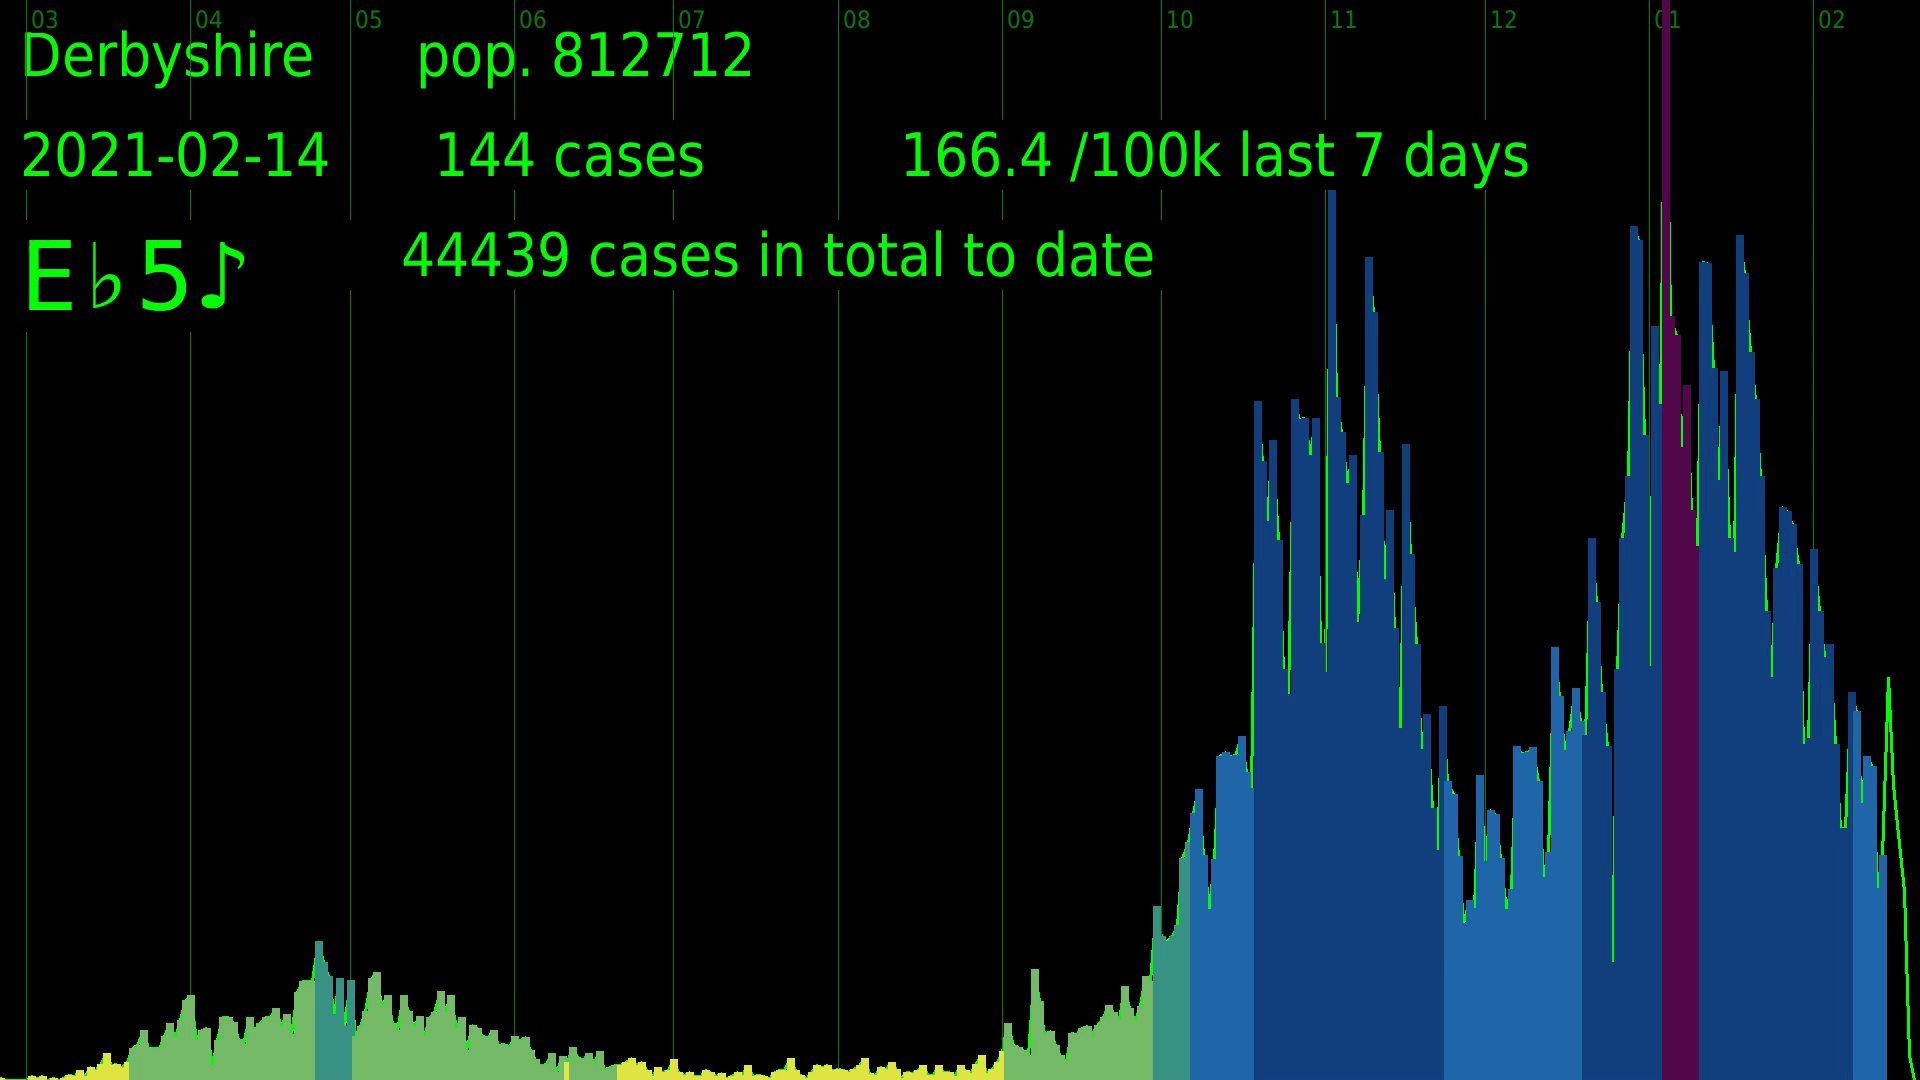 03 04 05 06 07 08 09 10 11 12 01 02
Derbyshire pop. 812712
2021-02-14 144 cases 166.4 /100k last 7 days
E♭5♪ 44439 cases in total to date